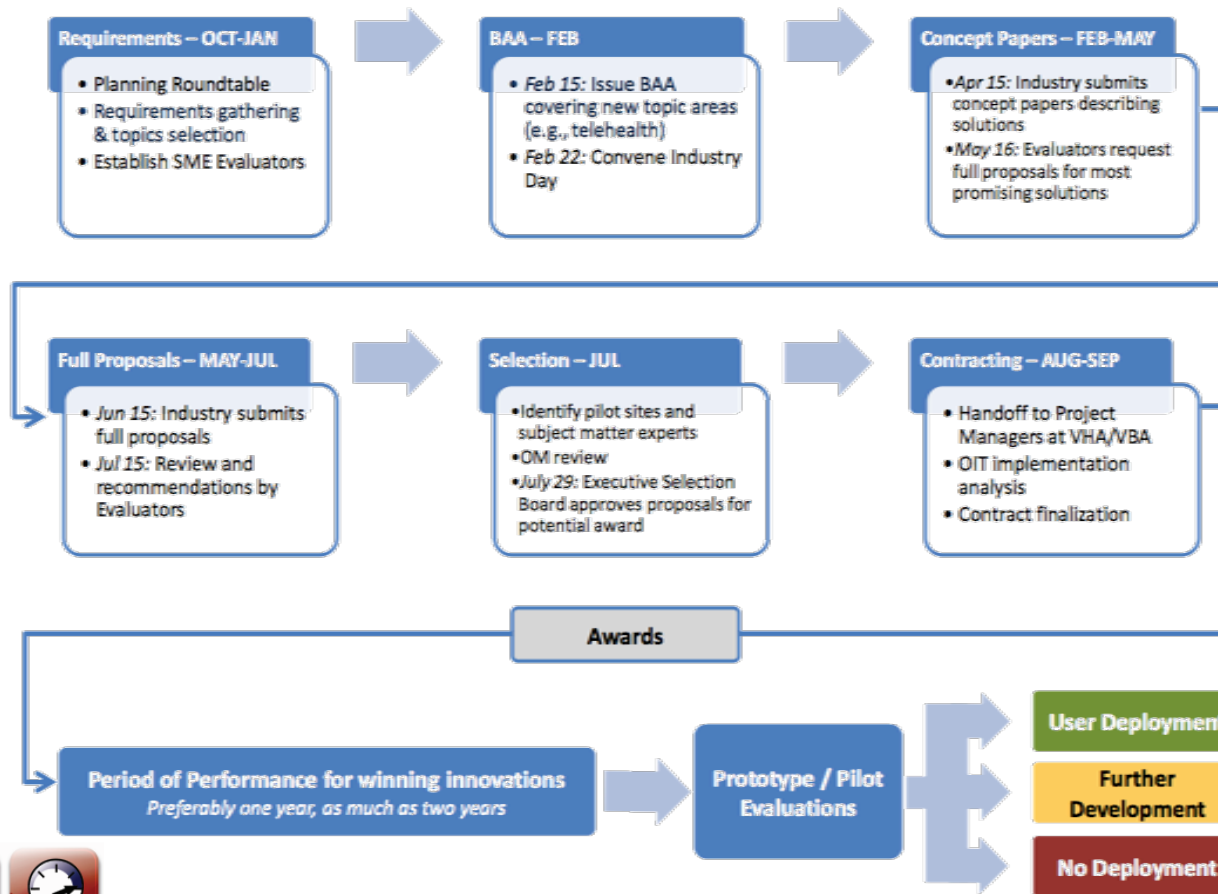 Requirements – OCT-JAN
• Planning Roundtable
• Requirements gathering
& topics selection
• Establish SME Evaluators
BAA – FEB
• Feb 15: Issue BAA
covering new topic areas
(e.g., telehealth)
• Feb 22: Convene Industry
Day
Concept Papers – FEB-MAY
•Apr 15: Industry submits
concept papers describing
solutions
•May 16: Evaluators request
full proposals for most
promising solutions
Full Proposals – MAY-JUL
• Jun 15: Industry submits
full proposals
• Jul 15: Review and
recommendations by
Evaluators
Selection – JUL
•Identify pilot sites and
subject matter experts
•OM review
•July 29: Executive Selection
Board approves proposals for
potential award
Contracting – AUG-SEP
• Handoff to Project
Managers at VHA/VBA
• OIT implementation
analysis
• Contract finalization
Awards
Period of Performance for winning innovations
Preferably one year, as much as two years
Prototype / Pilot
Evaluations
User Deploymen
Further
Development
No Deployment